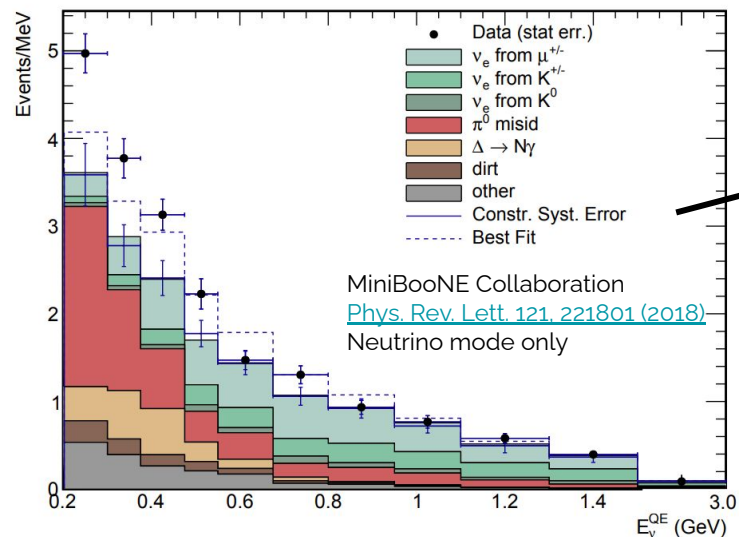 Events/MeV
5
4
3
2
1
0
Data (stat err.)
νₑ from μ⁺/⁻
νₑ from K⁺/⁻
νₑ from K⁰
π⁰ misid
Δ → Nγ
dirt
other
Constr. Syst. Error
Best Fit
MiniBooNE Collaboration
Phys. Rev. Lett. 121, 221801 (2018)
Neutrino mode only
0.2 0.4 0.6 0.8 1 1.2 1.4 3.0
E_ν^QE (GeV)